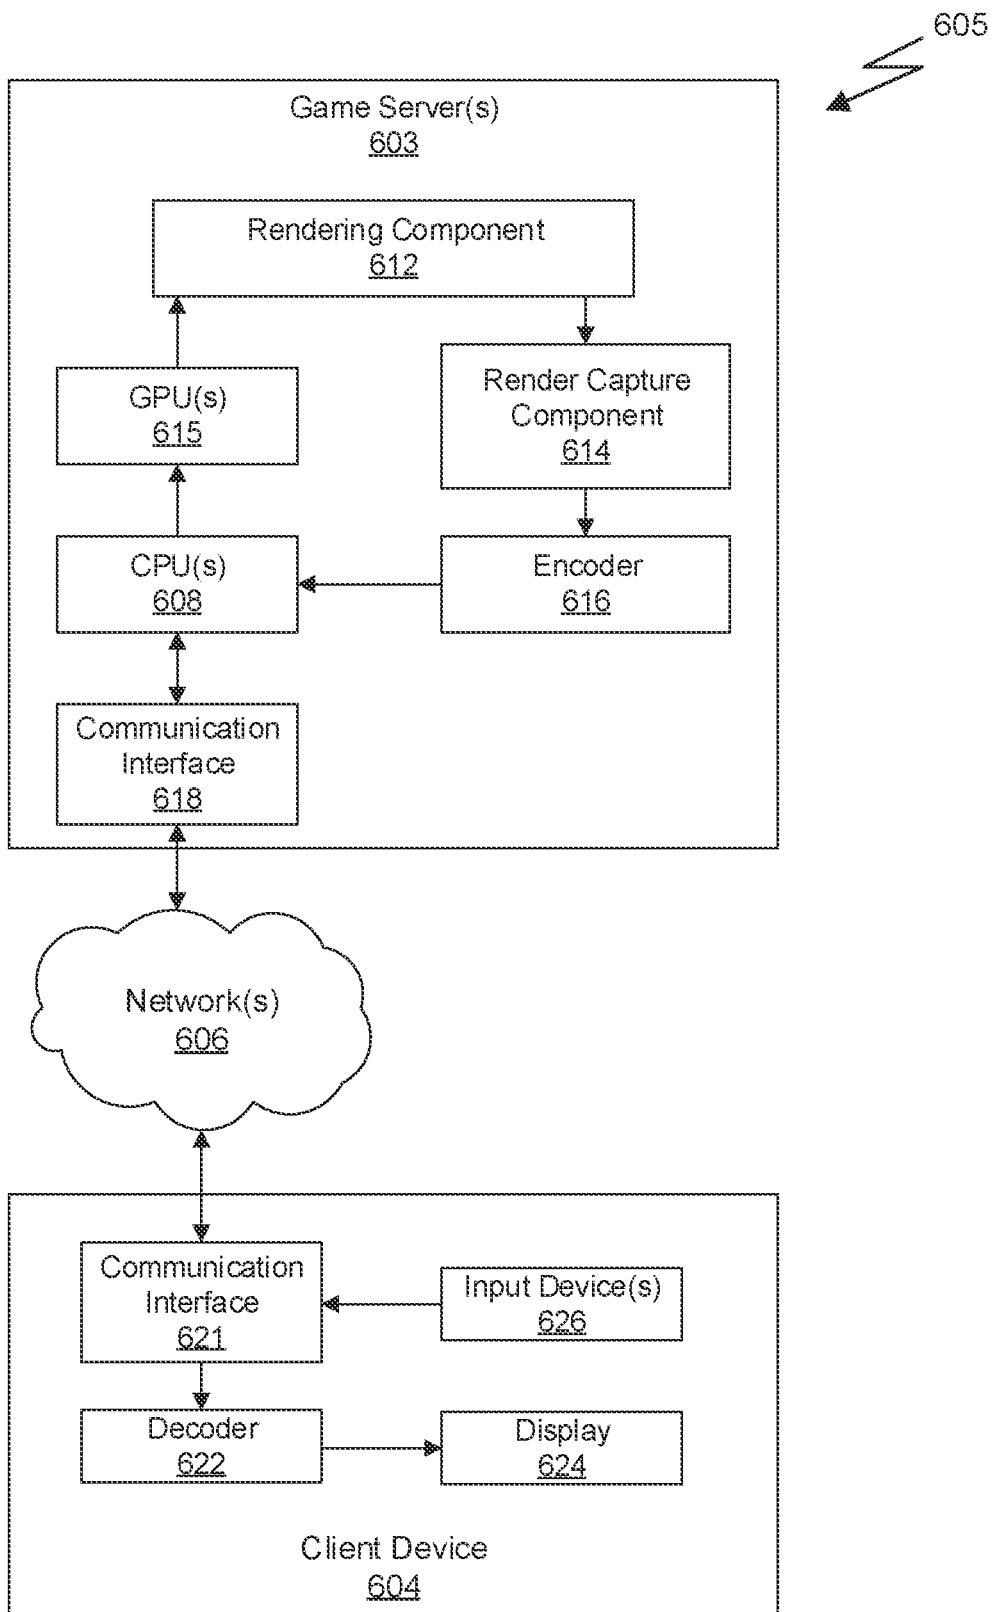 605
Game Server(s)
603
Rendering Component
612
GPU(s)
615
Render Capture
Component
614
CPU(s)
608
Encoder
616
Communication
Interface
618
Network(s)
606
Communication
Interface
621
Input Device(s)
626
Decoder
622
Display
624
Client Device
604